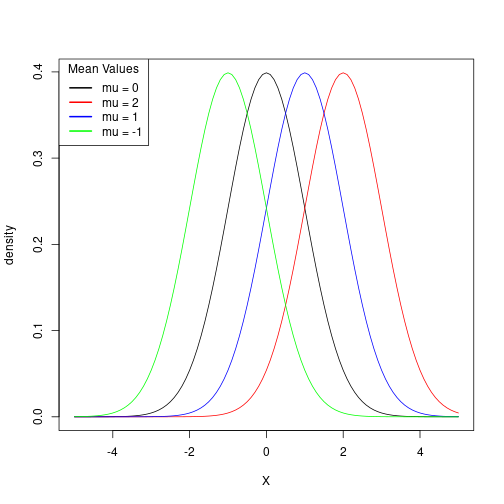 Mean Values
mu = 0
mu = 2
mu = 1
mu = -1
density
0.0
0.1
0.2
0.3
0.4
-4
-2
0
2
4
X